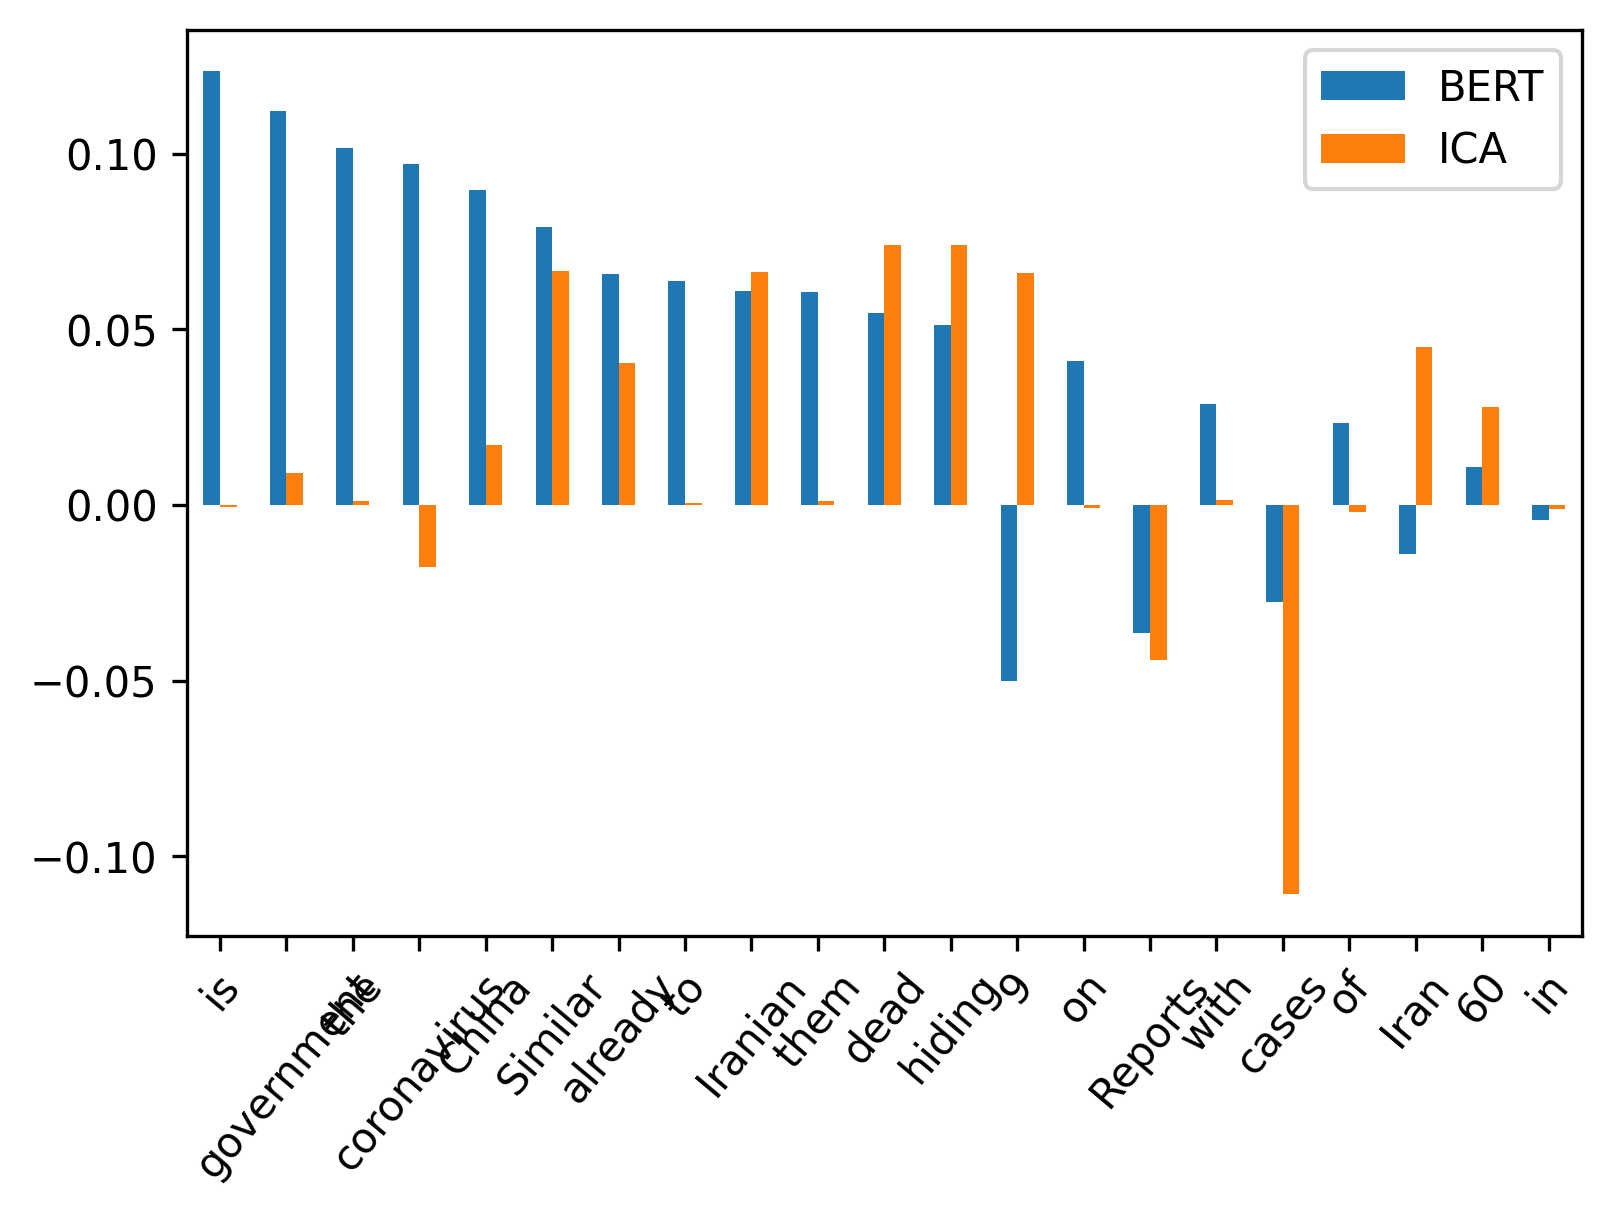 BERT
ICA
0.10
0.05
0.00
−0.05
−0.10
is
government
the
coronavirus
China
Similar
already
to
Iranian
them
dead
hiding
9
on
Reports
with
cases
of
Iran
60
in